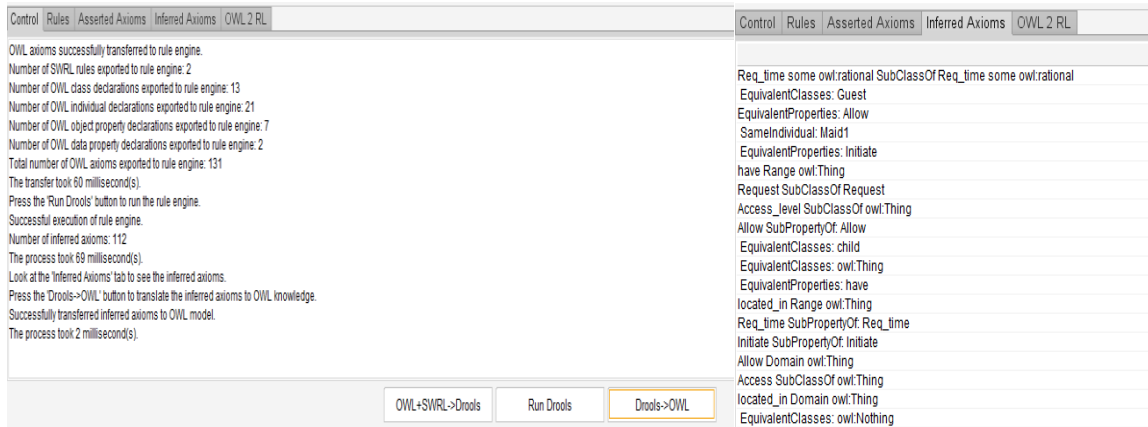 Control Rules Asserted Axioms Inferred Axioms OWL 2 RL
OWL axioms successfully transferred to rule engine.
Number of SWRL rules exported to rule engine: 2
Number of OWL class declarations exported to rule engine: 13
Number of OWL individual declarations exported to rule engine: 21
Number of OWL object property declarations exported to rule engine: 7
Number of OWL data property declarations exported to rule engine: 2
Total number of OWL axioms exported to rule engine: 131
The transfer took 60 millisecond(s).
Press the 'Run Drools' button to run the rule engine.
Successful execution of rule engine.
Number of inferred axioms: 112
The process took 69 millisecond(s).
Look at the 'Inferred Axioms' tab to see the inferred axioms.
Press the 'Drools->OWL' button to translate the inferred axioms to OWL knowledge.
Successfully transferred inferred axioms to OWL model.
The process took 2 millisecond(s).
OWL+SWRL->Drools Run Drools Drools->OWL
Control Rules Asserted Axioms Inferred Axioms OWL 2 RL
Req_time some owl:rational SubClassOf Req_time some owl:rational
EquivalentClasses: Guest
EquivalentProperties: Allow
SameIndividual: Maid1
EquivalentProperties: Initiate
have Range owl:Thing
Request SubClassOf Request
Access_level SubClassOf owl:Thing
Allow SubPropertyOf: Allow
EquivalentClasses: child
EquivalentClasses: owl:Thing
EquivalentProperties: have
located_in Range owl:Thing
Req_time SubPropertyOf: Req_time
Initiate SubPropertyOf: Initiate
Allow Domain owl:Thing
Access SubClassOf owl:Thing
located_in Domain owl:Thing
EquivalentClasses: owl:Nothing